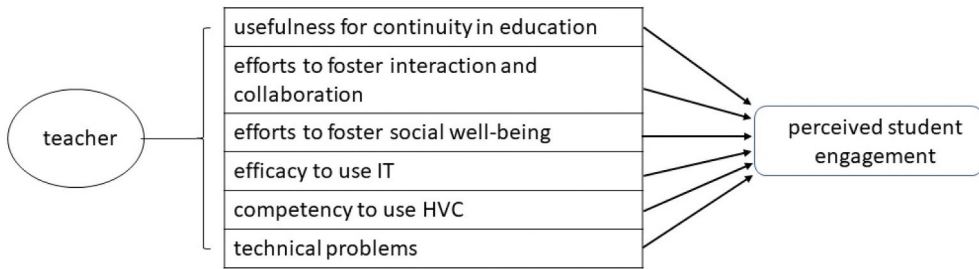 teacher
usefulness for continuity in education
efforts to foster interaction and
collaboration
efforts to foster social well-being
efficacy to use IT
competency to use HVC
technical problems
perceived student
engagement